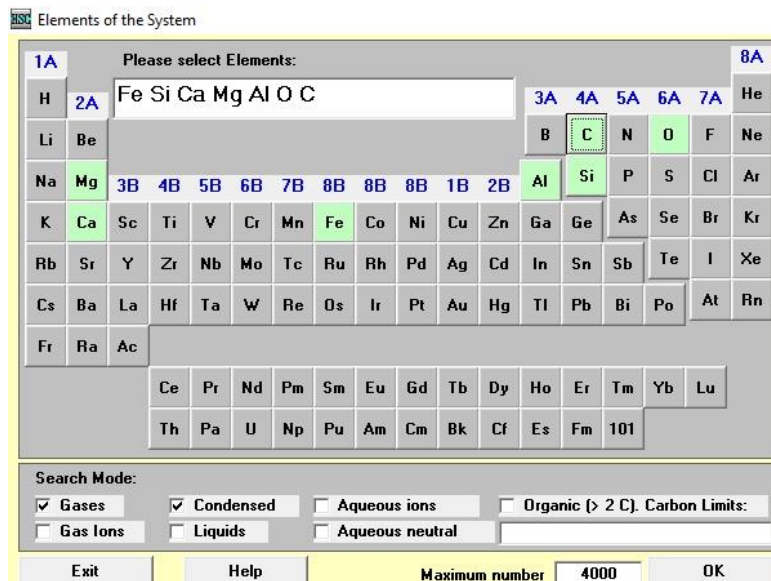 HSC Elements of the System
1A Please select Elements: 8A
H 2A Fe Si Ca Mg Al O C 3A 4A 5A 6A 7A He
Li Be B C N O F Ne
Na Mg 3B 4B 5B 6B 7B 8B 8B 8B 1B 2B Al Si P S Cl Ar
K Ca Sc Ti V Cr Mn Fe Co Ni Cu Zn Ga Ge As Se Br Kr
Rb Sr Y Zr Nb Mo Tc Ru Rh Pd Ag Cd In Sn Sb Te I Xe
Cs Ba La Hf Ta W Re Os Ir Pt Au Hg Tl Pb Bi Po At Rn
Fr Ra Ac
Ce Pr Nd Pm Sm Eu Gd Tb Dy Ho Er Tm Yb Lu
Th Pa U Np Pu Am Cm Bk Cf Es Fm 101
Search Mode:
Gases Condensed Aqueous ions Organic (> 2 C). Carbon Limits:
Gas Ions Liquids Aqueous neutral
Exit Help Maximum number 4000 OK